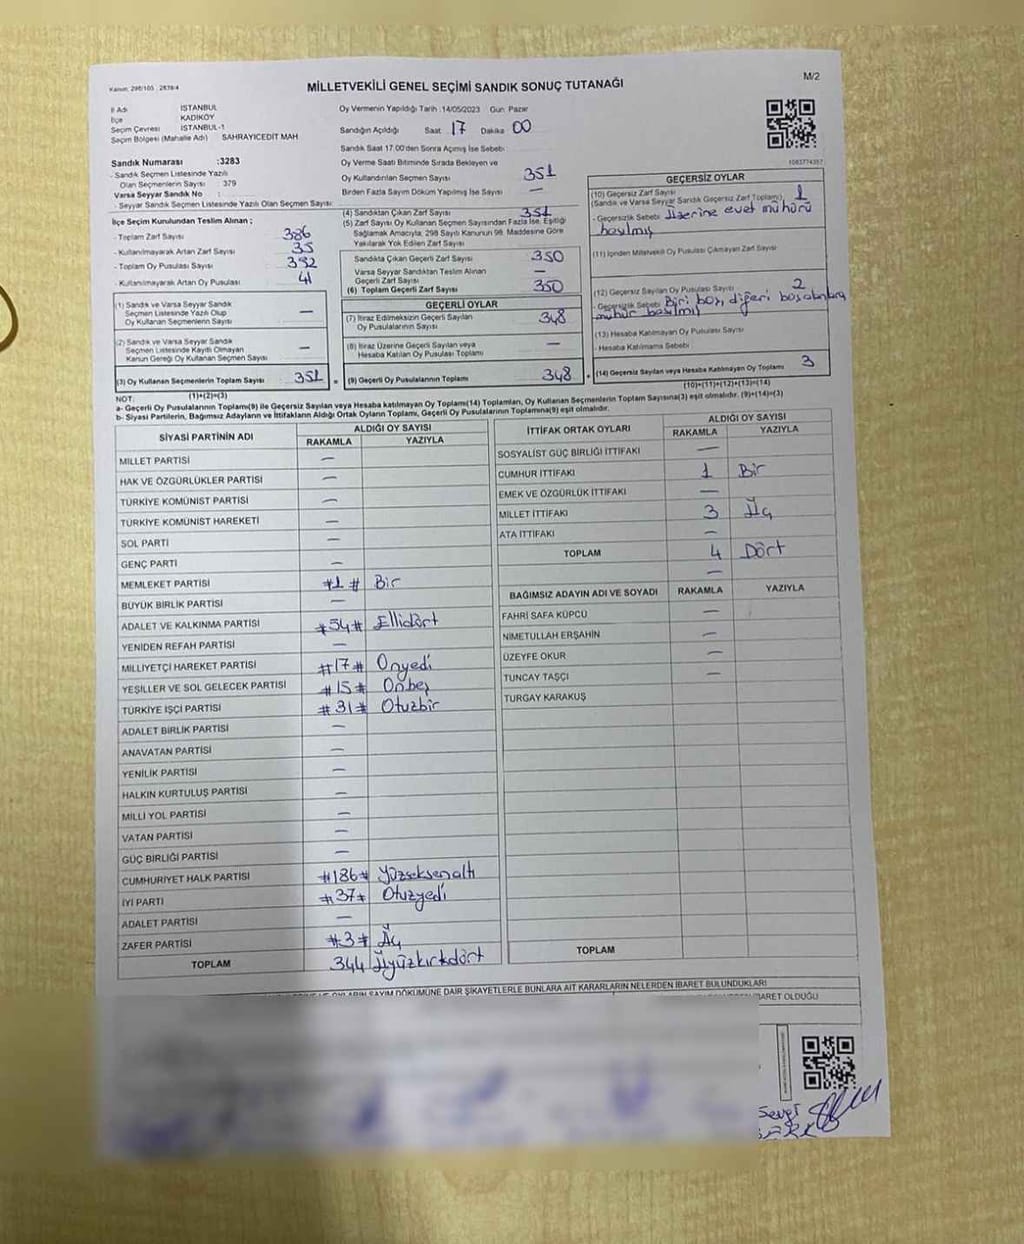 Kanun: 298/105 , 2839/4
MİLLETVEKİLİ GENEL SEÇİMİ SANDIK SONUÇ TUTANAĞI
M/2
İl Adı İSTANBUL
İlçe KADIKÖY
Seçim Çevresi İSTANBUL-1
Seçim Bölgesi (Mahalle Adı) SAHRAYICEDİT MAH
Sandık Numarası :3283
- Sandık Seçmen Listesinde Yazılı
Olan Seçmenlerin Sayısı : 379
Varsa Seyyar Sandık No :
- Seyyar Sandık Seçmen Listesinde Yazılı Olan Seçmen Sayısı:
Oy Vermenin Yapıldığı Tarih :14/05/2023 Gün: Pazar
Sandığın Açıldığı Saat 17 Dakika 00
Sandık Saat 17.00'den Sonra Açılmış İse Sebebi:
Oy Verme Saati Bitiminde Sırada Bekleyen ve
Oy Kullandırılan Seçmen Sayısı 351
Birden Fazla Sayım Döküm Yapılmış İse Sayısı —
1083774357
İlçe Seçim Kurulundan Teslim Alınan ;
- Toplam Zarf Sayısı 386
- Kullanılmayarak Artan Zarf Sayısı 35
- Toplam Oy Pusulası Sayısı 392
- Kullanılmayarak Artan Oy Pusulası 41
(1) Sandık ve Varsa Seyyar Sandık
Seçmen Listesinde Yazılı Olup
Oy Kullanan Seçmenlerin Sayısı —
(2) Sandık ve Varsa Seyyar Sandık
Seçmen Listesinde Kayıtlı Olmayan
Kanun Gereği Oy Kullanan Seçmen Sayısı —
(3) Oy Kullanan Seçmenlerin Toplam Sayısı 351
(1)+(2)=(3)
(4) Sandıktan Çıkan Zarf Sayısı 351
(5) Zarf Sayısı Oy Kullanan Seçmen Sayısından Fazla İse, Eşitliği
Sağlamak Amacıyla, 298 Sayılı Kanunun 98. Maddesine Göre
Yakılarak Yok Edilen Zarf Sayısı
Sandıkta Çıkan Geçerli Zarf Sayısı 350
Varsa Seyyar Sandıktan Teslim Alınan
Geçerli Zarf Sayısı —
(6) Toplam Geçerli Zarf Sayısı 350
GEÇERLİ OYLAR
(7) İtiraz Edilmeksizin Geçerli Sayılan
Oy Pusulalarının Sayısı 348
(8) İtiraz Üzerine Geçerli Sayılan veya
Hesaba Katılan Oy Pusulası Toplamı —
= (9) Geçerli Oy Pusulalarının Toplamı 348
GEÇERSİZ OYLAR
(10) Geçersiz Zarf Sayısı 1
(Sandık ve Varsa Seyyar Sandık Geçersiz Zarf Toplamı)
- Geçersizlik Sebebi : Üzerine evet mühürü
basılmış
(11) İçinden Milletvekili Oy Pusulası Çıkmayan Zarf Sayısı
(12) Geçersiz Sayılan Oy Pusulası Sayısı 2
- Geçersizlik Sebebi Biri boş, diğeri boş alanlara
mühür basılmış
(13) Hesaba Katılmayan Oy Pusulası Sayısı
- Hesaba Katılmama Sebebi
+ (14) Geçersiz Sayılan veya Hesaba Katılmayan Oy Toplamı 3
(10)+(11)+(12)+(13)=(14)
NOT:
a- Geçerli Oy Pusulalarının Toplamı(9) ile Geçersiz Sayılan veya Hesaba katılmayan Oy Toplamı(14) Toplamları, Oy Kullanan Seçmenlerin Toplam Sayısına(3) eşit olmalıdır. (9)+(14)=(3)
b- Siyasi Partilerin, Bağımsız Adayların ve İttifakların Aldığı Ortak Oyların Toplamı, Geçerli Oy Pusulalarının Toplamına(9) eşit olmalıdır.
SİYASİ PARTİNİN ADI ALDIĞI OY SAYISI
RAKAMLA YAZIYLA
MİLLET PARTİSİ —
HAK VE ÖZGÜRLÜKLER PARTİSİ —
TÜRKİYE KOMÜNİST PARTİSİ —
TÜRKİYE KOMÜNİST HAREKETİ —
SOL PARTİ —
GENÇ PARTİ —
MEMLEKET PARTİSİ #1# Bir
BÜYÜK BİRLİK PARTİSİ —
ADALET VE KALKINMA PARTİSİ #54# Ellidört
YENİDEN REFAH PARTİSİ —
MİLLİYETÇİ HAREKET PARTİSİ #17# Onyedi
YEŞİLLER VE SOL GELECEK PARTİSİ #15# Onbeş
TÜRKİYE İŞÇİ PARTİSİ #31# Otuzbir
ADALET BİRLİK PARTİSİ —
ANAVATAN PARTİSİ —
YENİLİK PARTİSİ —
HALKIN KURTULUŞ PARTİSİ —
MİLLİ YOL PARTİSİ —
VATAN PARTİSİ —
GÜÇ BİRLİĞİ PARTİSİ —
CUMHURİYET HALK PARTİSİ #186# Yüzseksenaltı
İYİ PARTİ #37# Otuzyedi
ADALET PARTİSİ —
ZAFER PARTİSİ #3# Üç
TOPLAM 344 Üçyüzkırkdört
İTTİFAK ORTAK OYLARI ALDIĞI OY SAYISI
RAKAMLA YAZIYLA
SOSYALİST GÜÇ BİRLİĞİ İTTİFAKI —
CUMHUR İTTİFAKI 1 Bir
EMEK VE ÖZGÜRLÜK İTTİFAKI —
MİLLET İTTİFAKI 3 Üç
ATA İTTİFAKI —
TOPLAM 4 Dört
—
BAĞIMSIZ ADAYIN ADI VE SOYADI RAKAMLA YAZIYLA
FAHRİ SAFA KÜPCÜ —
NİMETULLAH ERŞAHİN —
ÜZEYFE OKUR —
TUNCAY TAŞÇI —
TURGAY KARAKUŞ
TOPLAM
OYLARIN SAYIM DÖKÜMÜNE DAİR ŞİKAYETLERLE BUNLARA AİT KARARLARIN NELERDEN İBARET BULUNDUKLARI
İBARET OLDUĞU
Sevgi